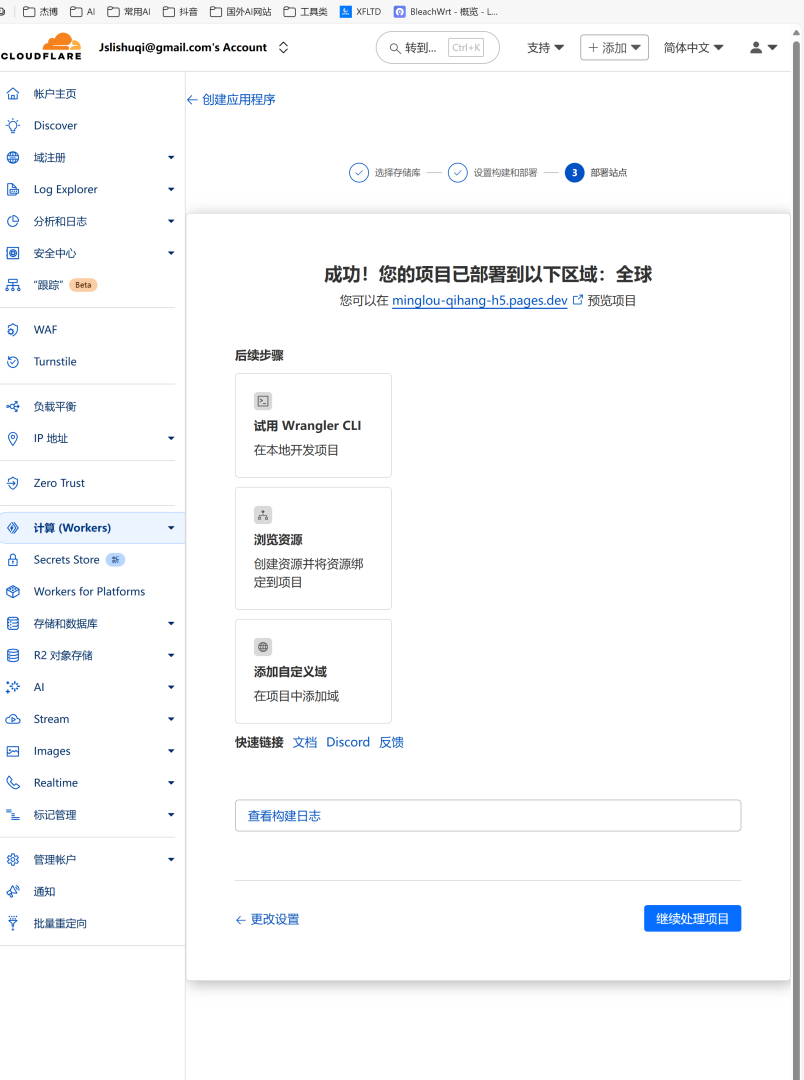 杰博
AI
常用AI
抖音
国外AI网站
工具类
XFLTD
BleachWrt - 概览 - L...
CLOUDFLARE
Jslishuqi@gmail.com's Account
转到...
Ctrl+K
支持
+ 添加
简体中文
帐户主页
Discover
域注册
Log Explorer
分析和日志
安全中心
“跟踪”
Beta
WAF
Turnstile
负载平衡
IP 地址
Zero Trust
计算 (Workers)
Secrets Store
新
Workers for Platforms
存储和数据库
R2 对象存储
AI
Stream
Images
Realtime
标记管理
管理帐户
通知
批量重定向
← 创建应用程序
选择存储库
设置构建和部署
3
部署站点
成功！您的项目已部署到以下区域：全球
您可以在 minglou-qihang-h5.pages.dev 预览项目
后续步骤
试用 Wrangler CLI
在本地开发项目
浏览资源
创建资源并将资源绑
定到项目
添加自定义域
在项目中添加域
快速链接 文档 Discord 反馈
查看构建日志
← 更改设置
继续处理项目